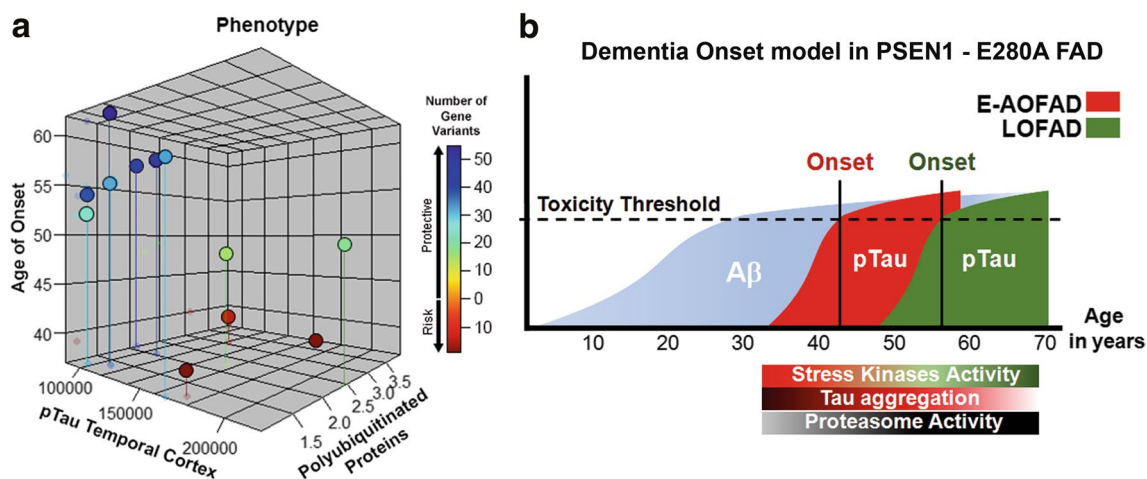 a
Phenotype
Age of Onset
60
55
50
45
40
100000
150000
200000
pTau Temporal Cortex
1.5
2.0
2.5
3.0
3.5
Polyubiquitinated
Proteins
Number of
Gene
Variants
Protective
Risk
50
40
30
20
10
0
10
b
Dementia Onset model in PSEN1 - E280A FAD
E-AOFAD
LOFAD
Onset
Onset
Toxicity Threshold
Aβ
pTau
pTau
10
20
30
40
50
60
70
Age
in years
Stress Kinases Activity
Tau aggregation
Proteasome Activity